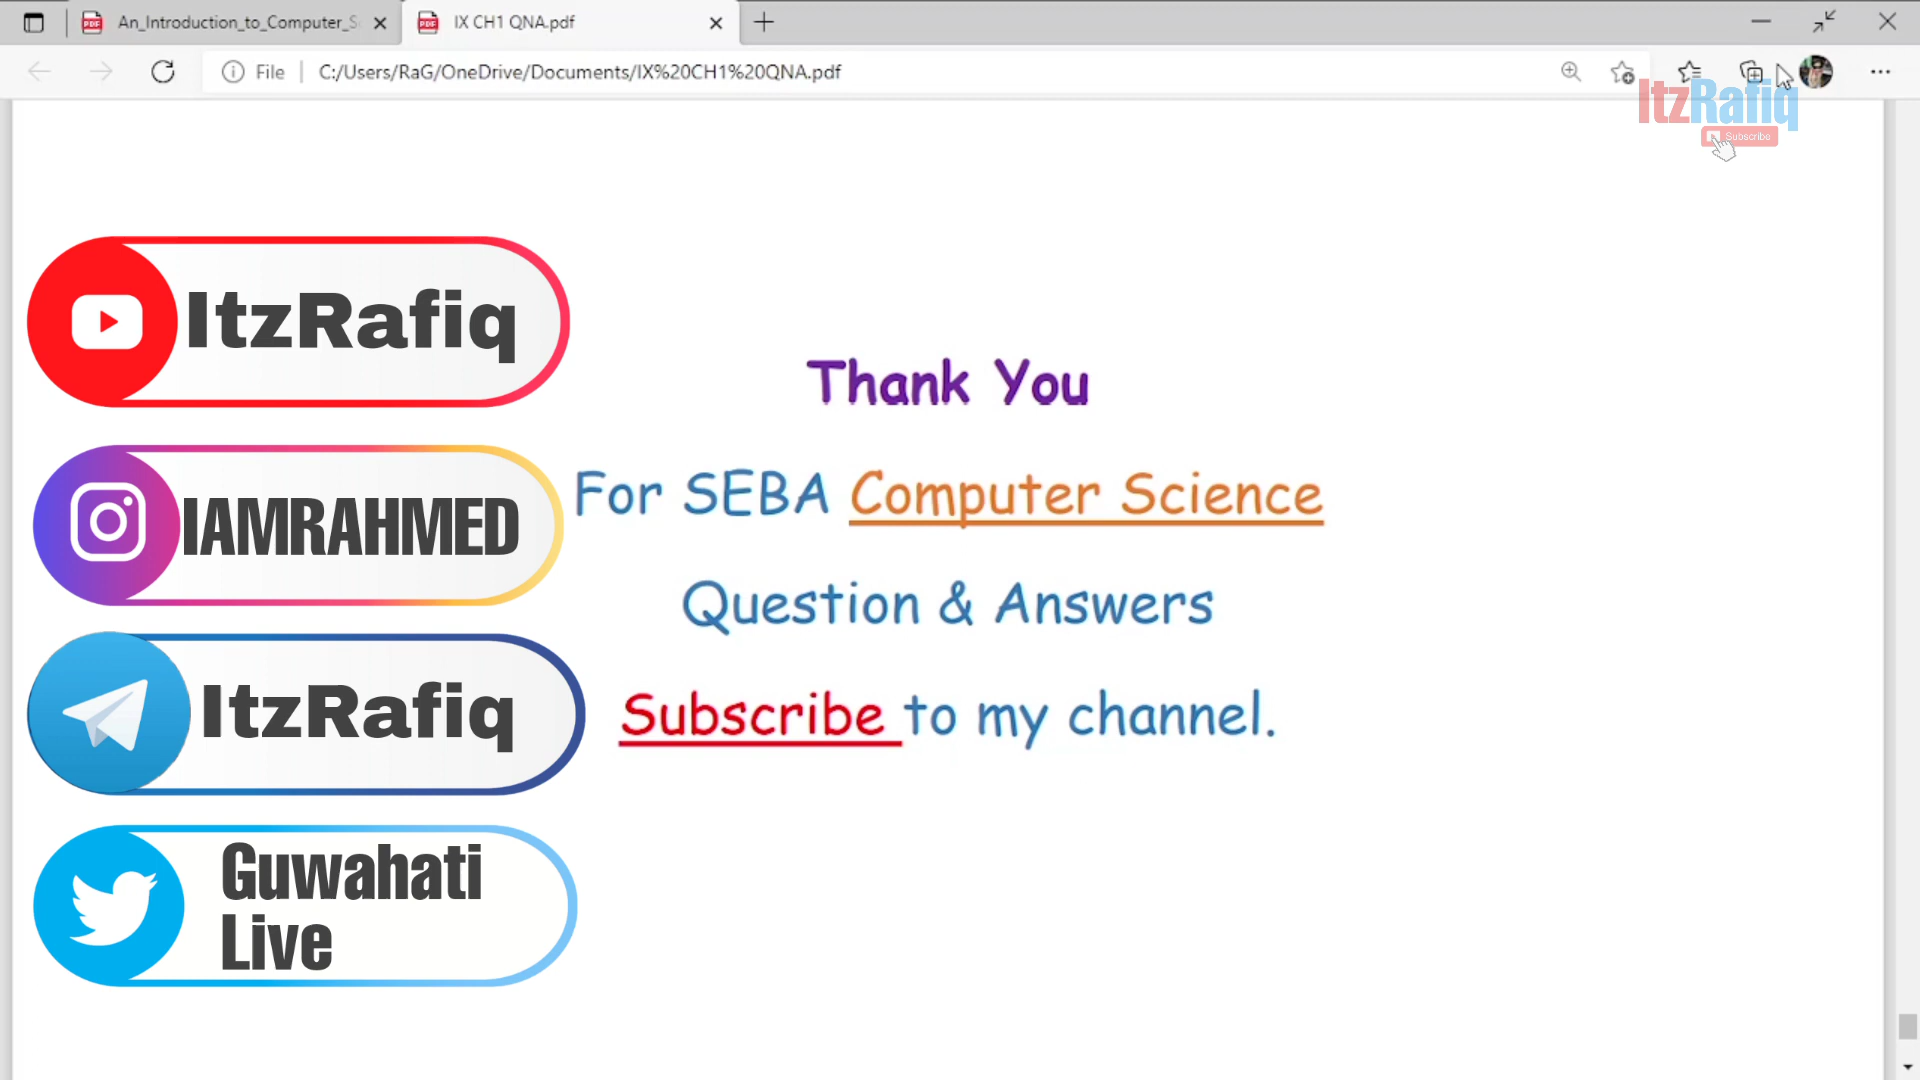 An_Introduction_to_Computer_S
IX CH1 QNA.pdf
File
C:/Users/RaG/OneDrive/Documents/IX%20CH1%20QNA.pdf
ItzRafiq
Subscribe
ItzRafiq
IAMRAHMED
ItzRafiq
Guwahati
Live
Thank You
For SEBA Computer Science
Question & Answers
Subscribe to my channel.